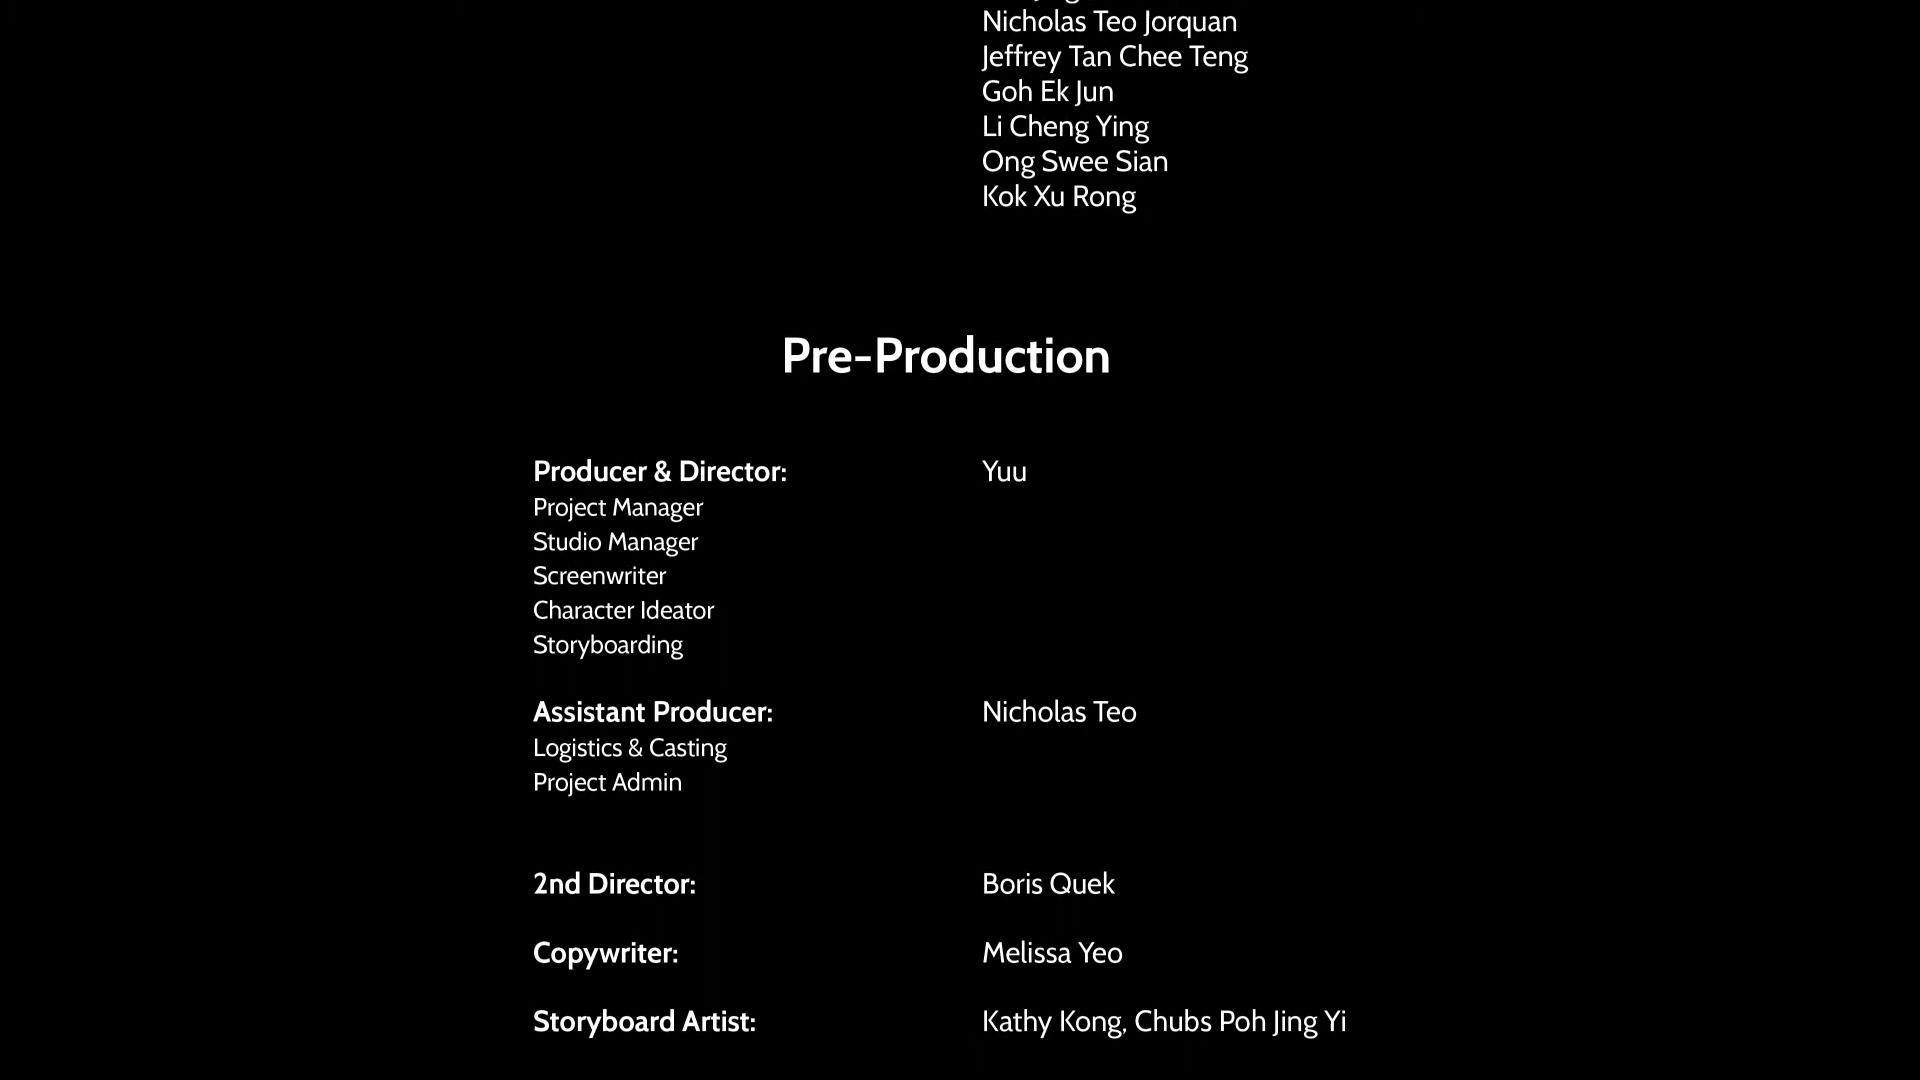 Nicholas Teo Jorquan
Jeffrey Tan Chee Teng
Goh Ek Jun
Li Cheng Ying
Ong Swee Sian
Kok Xu Rong
Pre-Production
Producer & Director: Yuu
Project Manager
Studio Manager
Screenwriter
Character Ideator
Storyboarding
Assistant Producer: Nicholas Teo
Logistics & Casting
Project Admin
2nd Director: Boris Quek
Copywriter: Melissa Yeo
Storyboard Artist: Kathy Kong, Chubs Poh Jing Yi